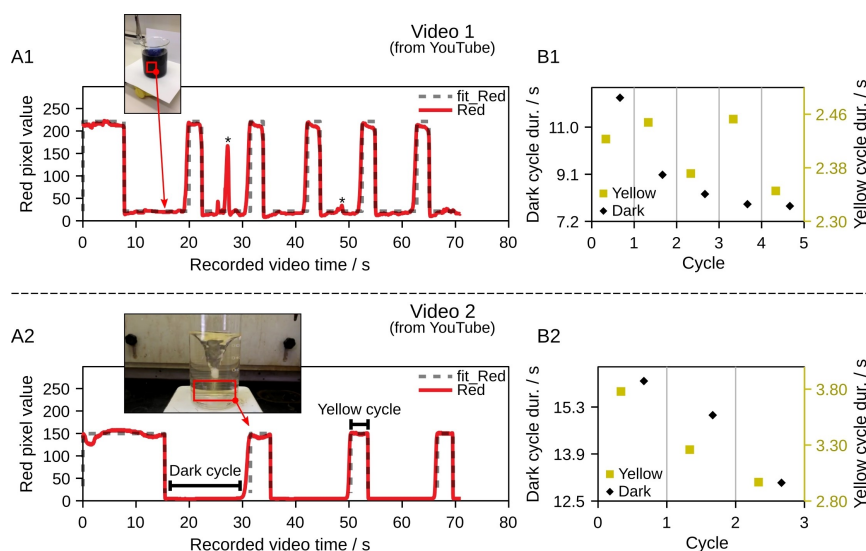 Video 1
(from YouTube)
A1
B1
Red pixel value
250
200
150
100
50
0
fit_Red
Red
*
*
0 10 20 30 40 50 60 70 80
Recorded video time / s
Dark cycle dur. / s
11.0
9.1
7.2
Yellow
Dark
2.46
2.38
2.30
Yellow cycle dur. / s
0 1 2 3 4 5
Cycle
Video 2
(from YouTube)
A2
B2
Red pixel value
250
200
150
100
50
0
fit_Red
Red
Yellow cycle
Dark cycle
0 10 20 30 40 50 60 70 80
Recorded video time / s
Dark cycle dur. / s
15.3
13.9
12.5
Yellow
Dark
3.80
3.30
2.80
Yellow cycle dur. / s
0 1 2 3
Cycle